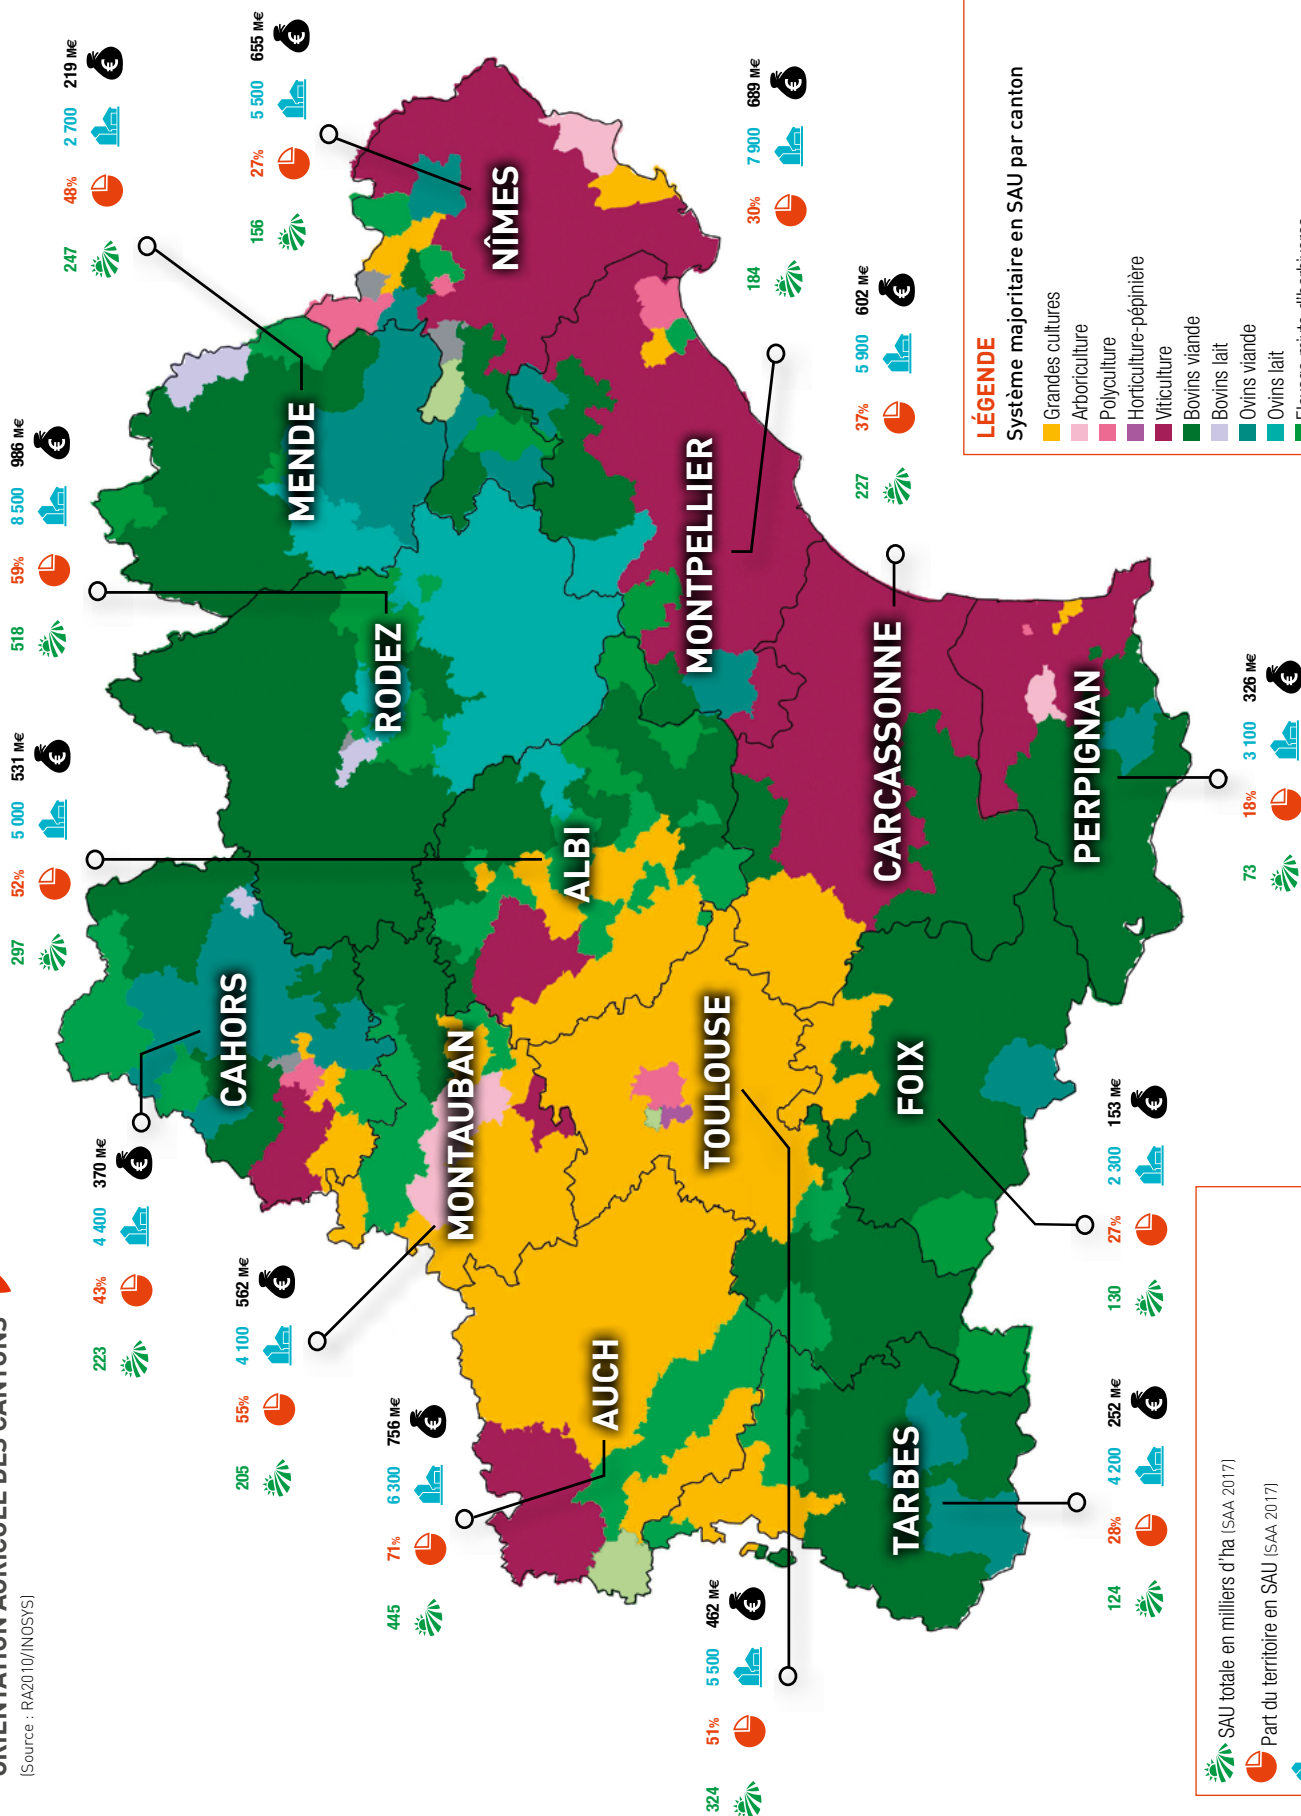 ORIENTATION AGRICOLE DES CANTONS
(Source : RA2010/INOSYS)
297 52% 5 000 531 M€
518 59% 8 500 986 M€
247 48% 2 700 219 M€
223 43% 4 400 370 M€
205 55% 4 100 562 M€
156 27% 5 500 655 M€
445 71% 6 300 756 M€
CAHORS
MENDE
RODEZ
MONTAUBAN
NÎMES
ALBI
AUCH
324 51% 5 500 462 M€
TOULOUSE
MONTPELLIER
184 30% 7 900 689 M€
227 37% 5 900 602 M€
CARCASSONNE
FOIX
TARBES
PERPIGNAN
124 28% 4 200 252 M€
130 27% 2 300 153 M€
73 18% 3 100 326 M€
LÉGENDE
Système majoritaire en SAU par canton
Grandes cultures
Arboriculture
Polyculture
Horticulture-pépinière
Viticulture
Bovins viande
Bovins lait
Ovins viande
Ovins lait
SAU totale en milliers d'ha (SAA 2017)
Part du territoire en SAU (SAA 2017)